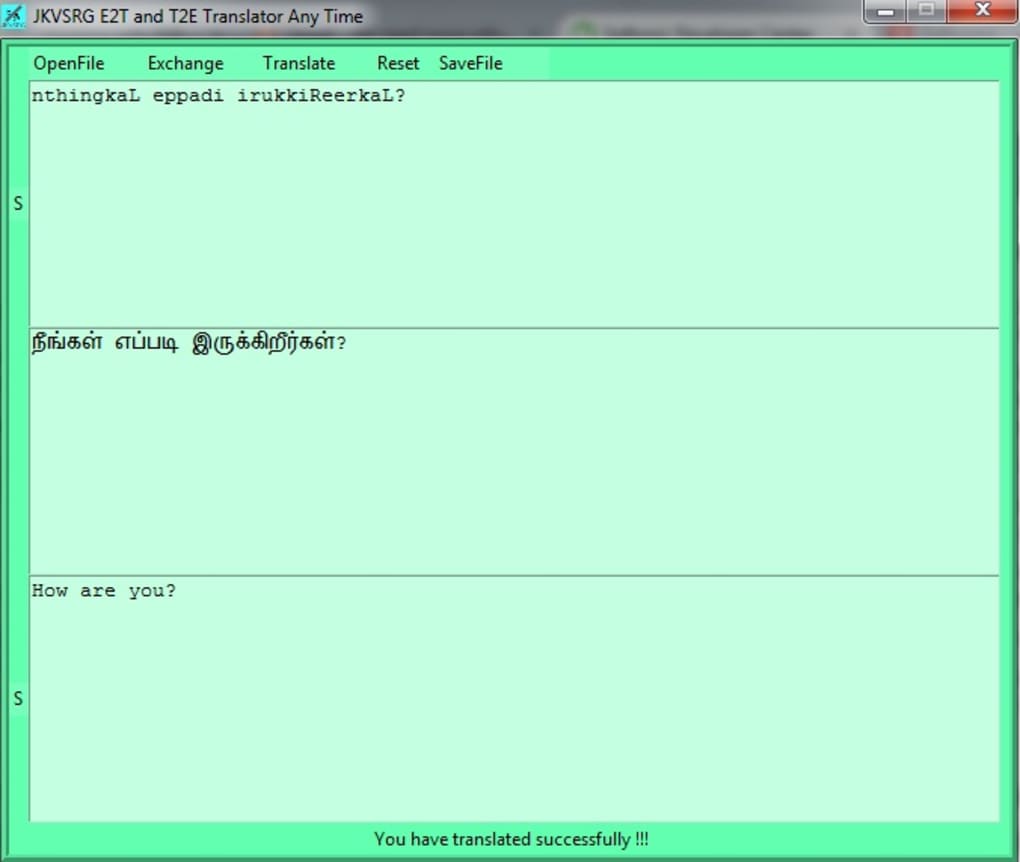 JKVSRG E2T and T2E Translator Any Time
OpenFile Exchange Translate Reset SaveFile
nthingkaL eppadi irukkiReerkaL?
S
நீங்கள் எப்படி இருக்கிறீர்கள்?
How are you?
S
You have translated successfully !!!